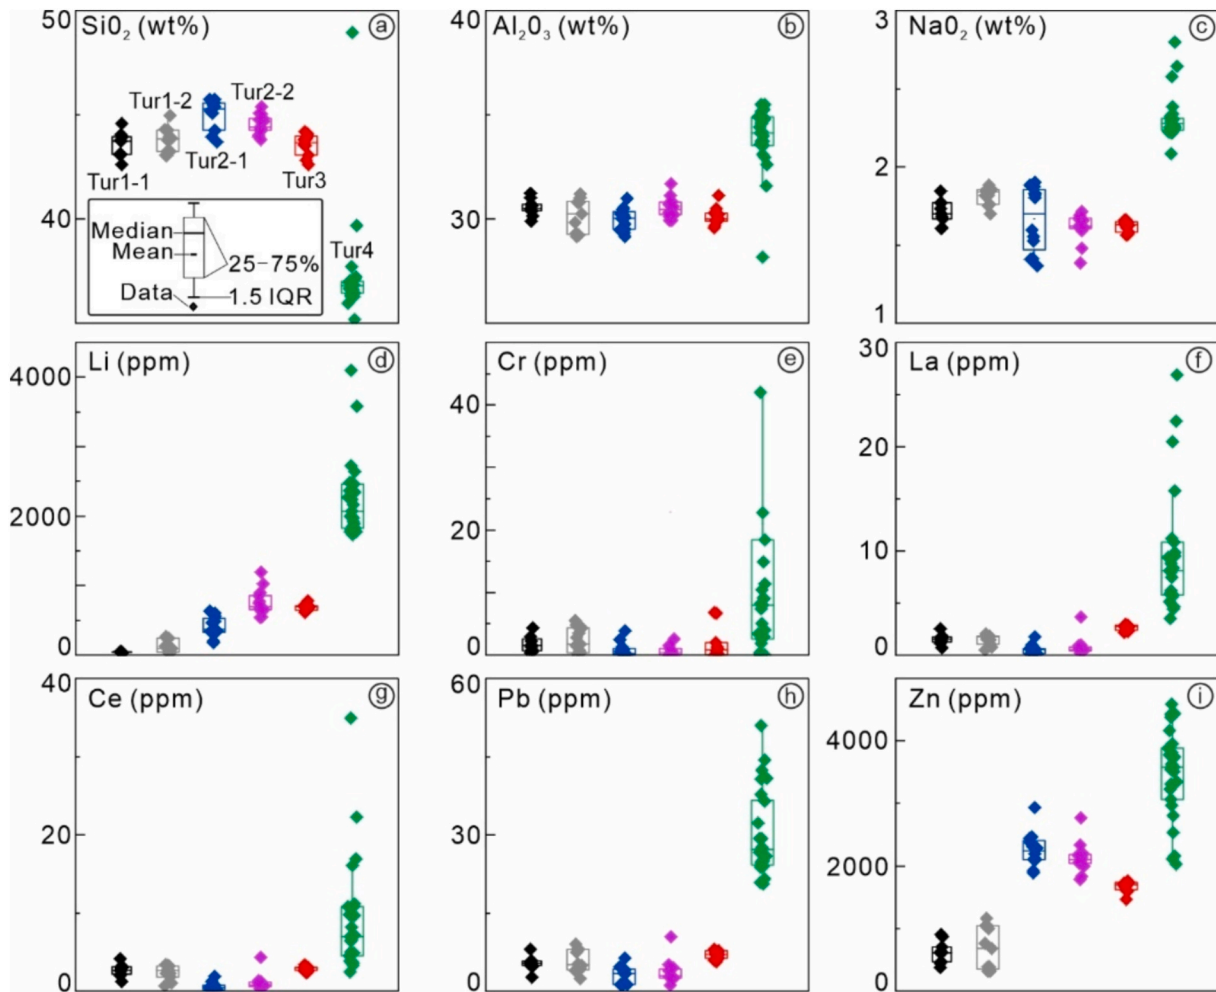 SiO₂ (wt%)
ⓐ
50
40
Tur1-1
Tur1-2
Tur2-1
Tur2-2
Tur3
Tur4
Median
Mean
Data
25-75%
1.5 IQR
Al₂O₃ (wt%)
ⓑ
40
30
NaO₂ (wt%)
ⓒ
3
2
1
Li (ppm)
ⓓ
4000
2000
0
Cr (ppm)
ⓔ
40
20
0
La (ppm)
ⓕ
30
20
10
0
Ce (ppm)
ⓖ
40
20
0
Pb (ppm)
ⓗ
60
30
0
Zn (ppm)
ⓘ
4000
2000
0